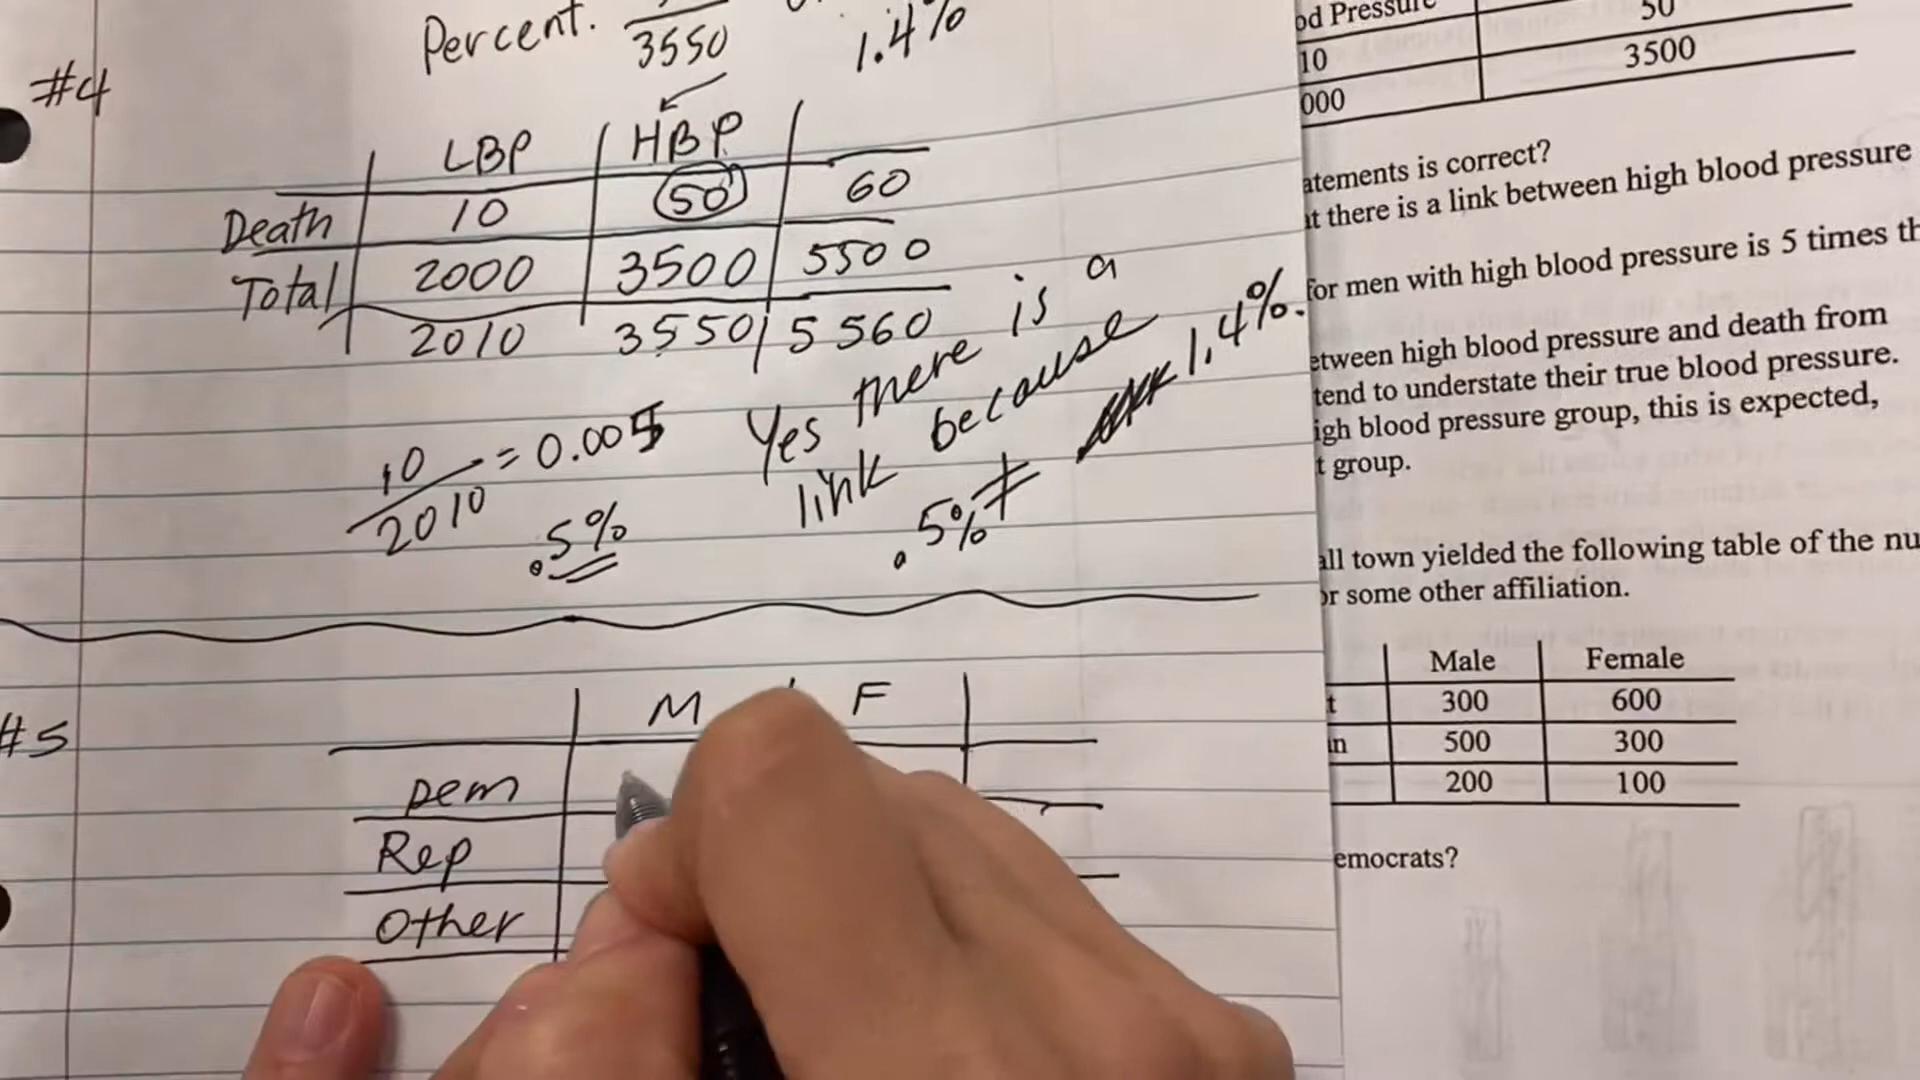 Percent. 3550 1.4%
#4
LBP HBP
Death 10 50 60
Total 2000 3500 5500
2010 3550 5560
10/2010 = 0.005
.5%
Yes there is a
link because
.5% ≠ 1.4%.
#5
M F
Dem
Rep
Other
od Pressure 50
10 3500
000
atements is correct?
at there is a link between high blood pressure
for men with high blood pressure is 5 times th
etween high blood pressure and death from
tend to understate their true blood pressure.
igh blood pressure group, this is expected,
t group.
all town yielded the following table of the nu
or some other affiliation.
Male Female
t 300 600
n 500 300
200 100
emocrats?